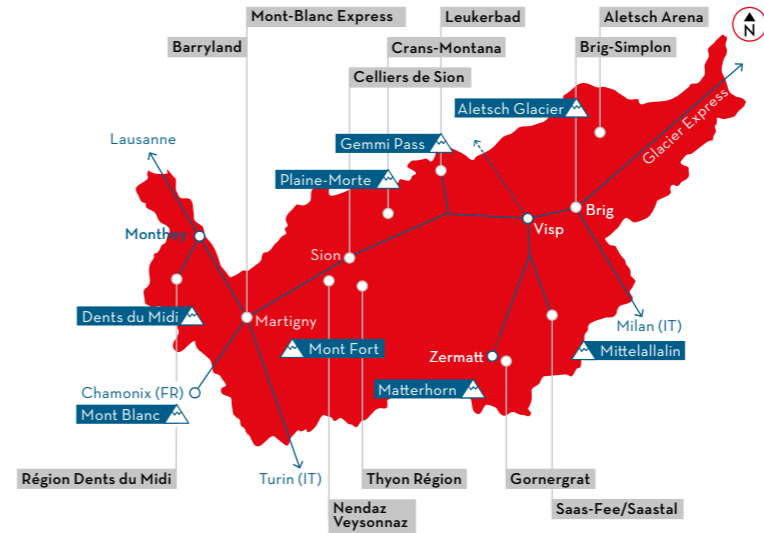 Mont-Blanc Express
Leukerbad
Aletsch Arena
N
Barryland
Crans-Montana
Brig-Simplon
Celliers de Sion
Aletsch Glacier
Glacier Express
Lausanne
Gemmi Pass
Plaine-Morte
Brig
Visp
Monthey
Sion
Dents du Midi
Martigny
Milan (IT)
Mont Fort
Zermatt
Mittelallalin
Chamonix (FR)
Matterhorn
Mont Blanc
Région Dents du Midi
Turin (IT)
Thyon Région
Gornergrat
Nendaz
Veysonnaz
Saas-Fee/Saastal